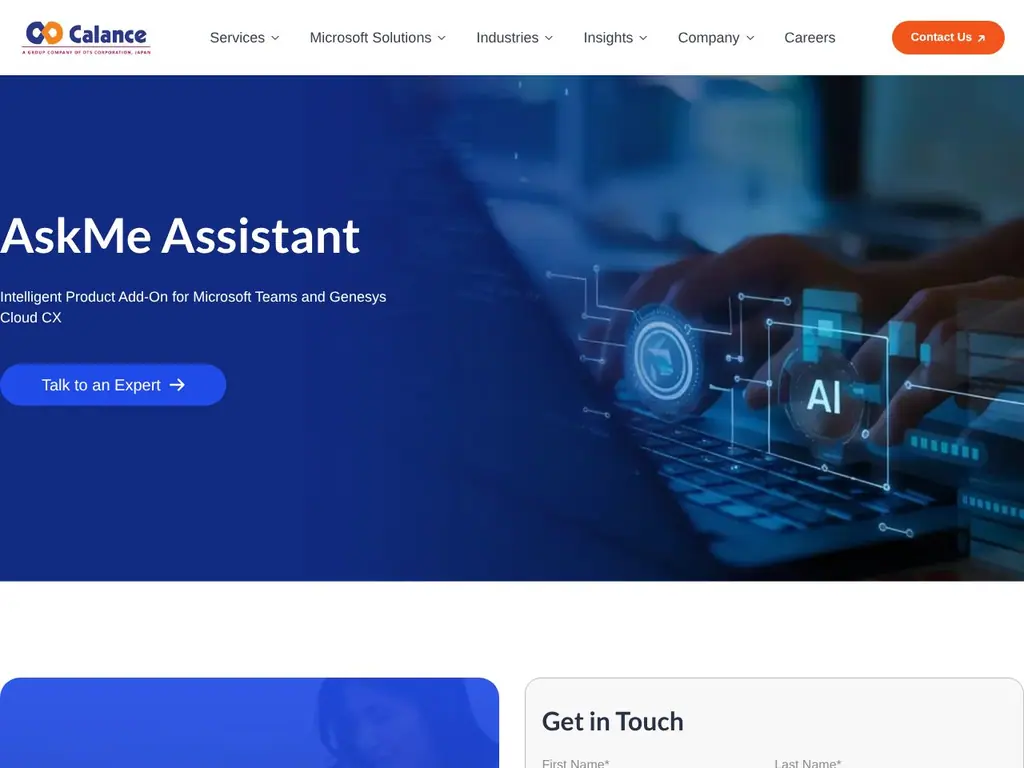 Calance
A GROUP COMPANY OF DTS CORPORATION, JAPAN
Services
Microsoft Solutions
Industries
Insights
Company
Careers
Contact Us
AskMe Assistant
Intelligent Product Add-On for Microsoft Teams and Genesys
Cloud CX
Talk to an Expert
AI
Get in Touch
First Name*
Last Name*